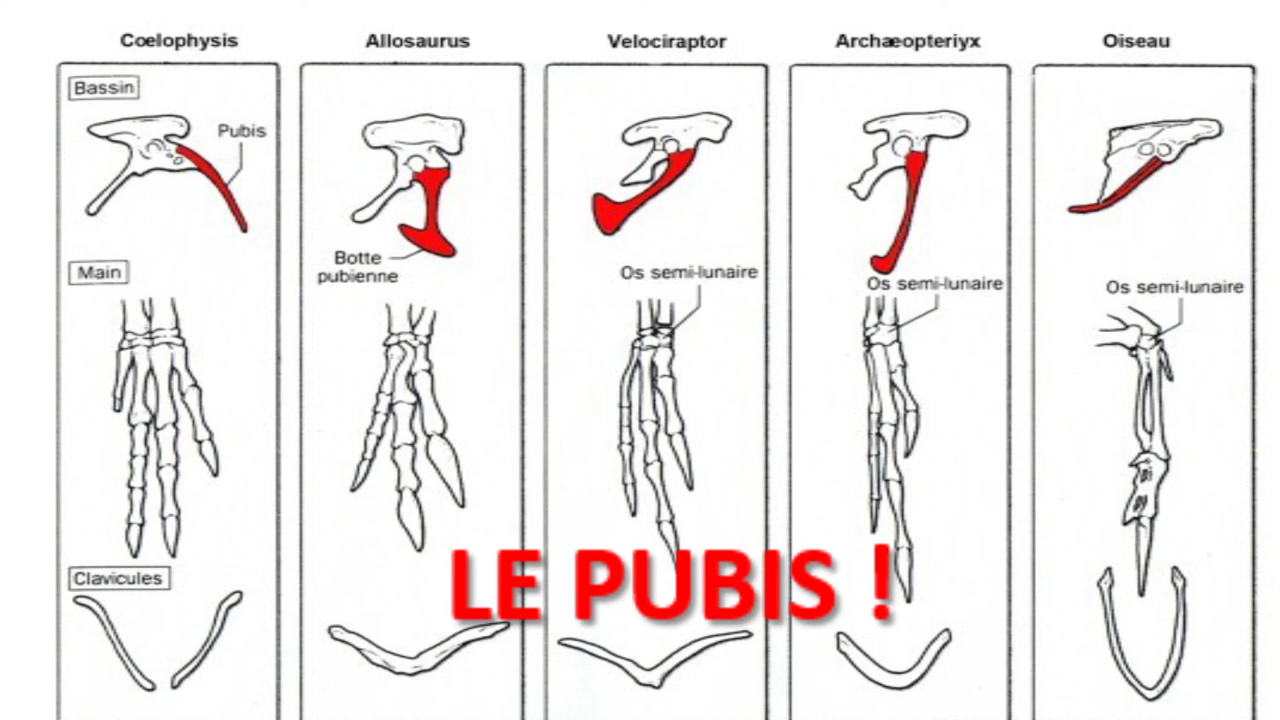 Cœlophysis
Allosaurus
Velociraptor
Archæopteriyx
Oiseau
Bassin
Pubis
Botte
pubienne
Main
Os semi-lunaire
Os semi-lunaire
Os semi-lunaire
LE PUBIS !
Clavicules